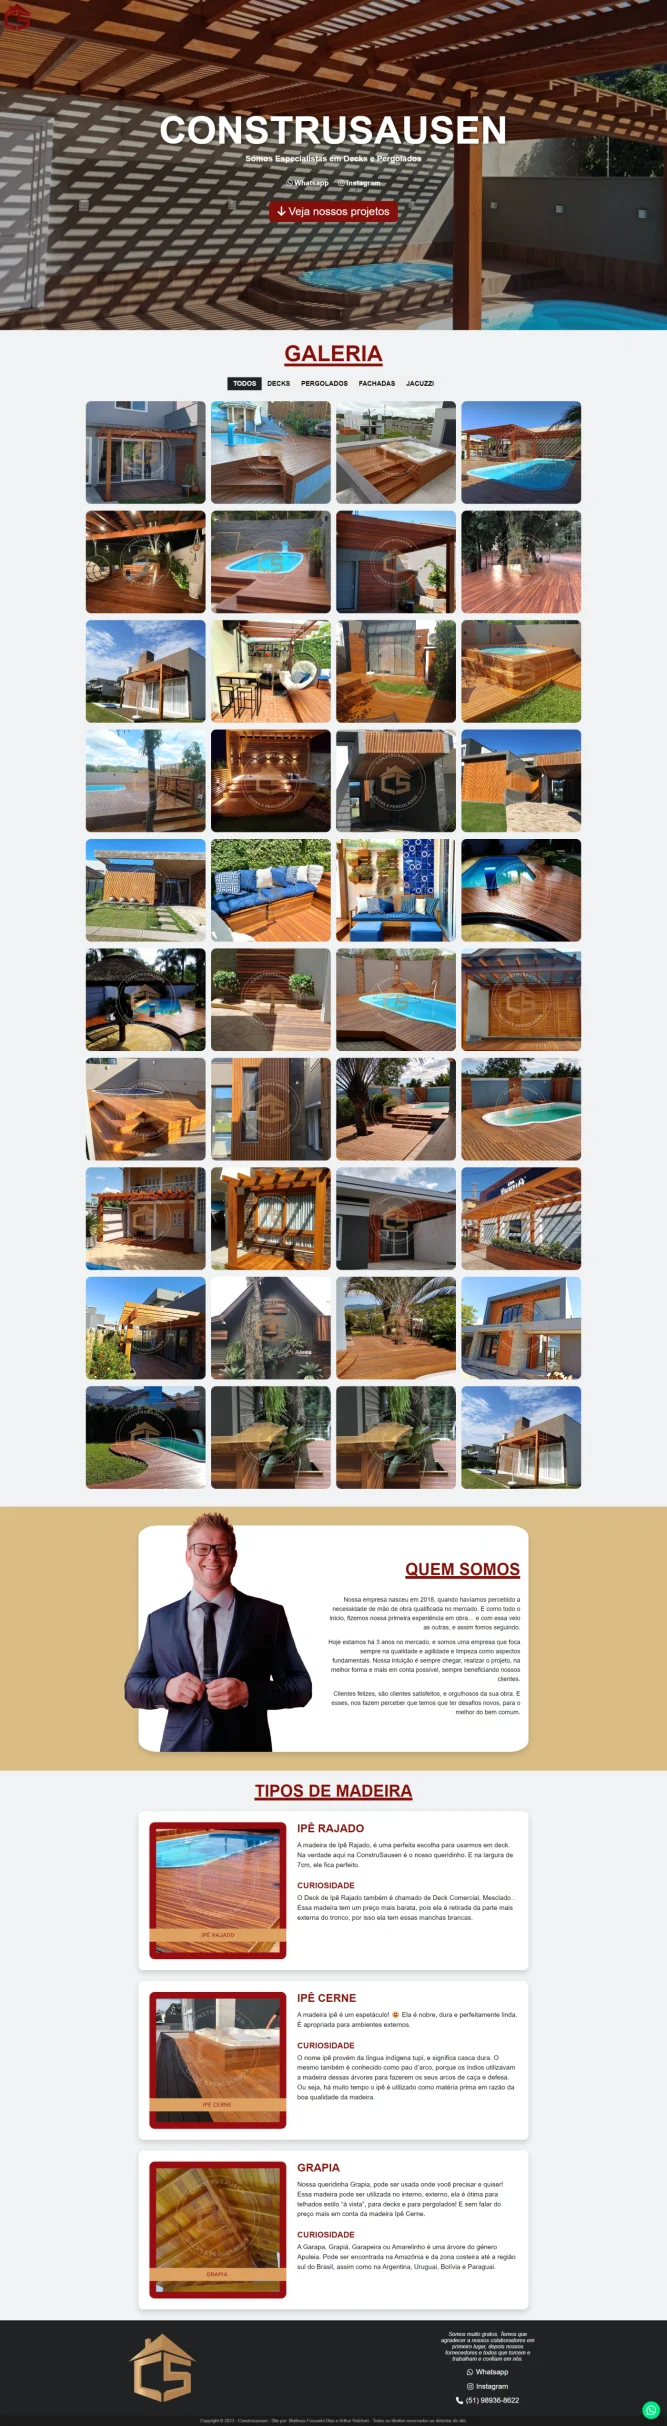 CONSTRUSAUSEN
Somos Especialistas em Decks e Pergolados
Whatsapp Instagram
Veja nossos projetos
GALERIA
TODOS DECKS PERGOLADOS FACHADAS JACUZZI
QUEM SOMOS
Nossa empresa nasceu em 2018, quando havíamos percebido a
necessidade de mão de obra qualificada no mercado. E como todo o
início, fizemos nossa primeira experiência em obra... e com essa veio
as outras, e assim fomos seguindo.
Hoje estamos há 3 anos no mercado, e somos uma empresa que foca
sempre na qualidade e agilidade e limpeza como aspectos
fundamentais. Nossa intuição é sempre chegar, realizar o projeto, na
melhor forma e mais em conta possível, sempre beneficiando nossos
clientes.
Clientes felizes, são clientes satisfeitos, e orgulhosos da sua obra. E
esses, nos fazem perceber que temos que ter desafios novos, para o
melhor do bem comum.
TIPOS DE MADEIRA
IPÊ RAJADO
A madeira de Ipê Rajado, é uma perfeita escolha para usarmos em deck.
Na verdade aqui na ConstruSausen é o nosso queridinho. E na largura de
7cm, ele fica perfeito.
CURIOSIDADE
O Deck de Ipê Rajado também é chamado de Deck Comercial, Mesclado .
Essa madeira tem um preço mais barata, pois ela é retirada da parte mais
externa do tronco, por isso ela tem essas manchas brancas.
IPÊ RAJADO
IPÊ CERNE
A madeira ipê é um espetáculo! 🤩 Ela é nobre, dura e perfeitamente linda.
É apropriada para ambientes externos.
CURIOSIDADE
O nome ipê provém da língua indígena tupi, e significa casca dura. O
mesmo também é conhecido como pau d'arco, porque os índios utilizavam
a madeira dessas árvores para fazerem os seus arcos de caça e defesa.
Ou seja, há muito tempo o ipê é utilizado como matéria prima em razão da
boa qualidade da madeira.
IPÊ CERNE
GRAPIA
Nossa queridinha Grapia, pode ser usada onde você precisar e quiser!
Essa madeira pode ser utilizada no interno, externo, ela é ótima para
telhados estilo "á vista", para decks e para pergolados! E sem falar do
preço mais em conta da madeira Ipê Cerne.
CURIOSIDADE
A Garapa, Grapiá, Garapeira ou Amarelinho é uma árvore do gênero
Apuleia. Pode ser encontrada na Amazônia e da zona costeira até a região
sul do Brasil, assim como na Argentina, Uruguai, Bolívia e Paraguai.
GRAPIA
Somos muito gratos. Temos que
agradecer a nossos colaboradores em
primeiro lugar, depois nossos
fornecedores e todos que torcem e
trabalham e confiam em nós.
Whatsapp
Instagram
(51) 98936-8622